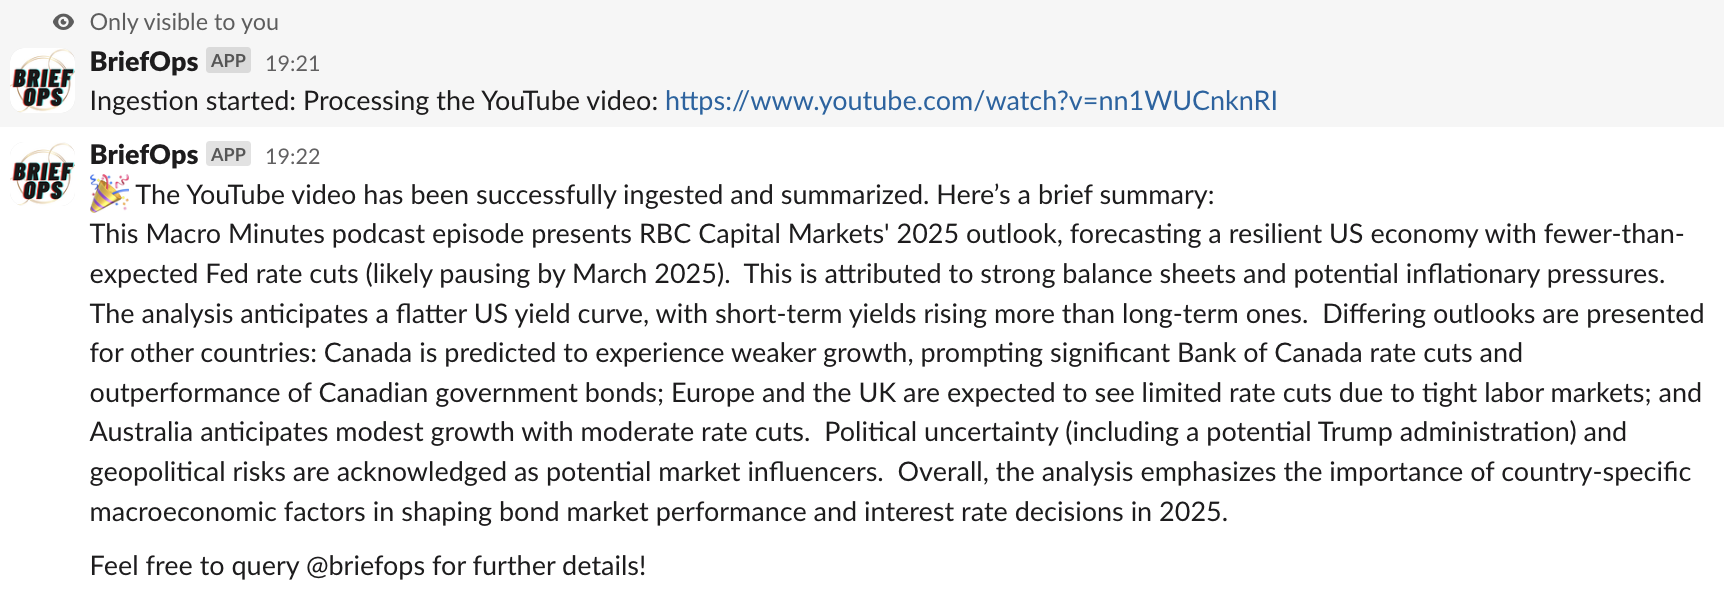 Only visible to you
BRIEF
OPS
BriefOps APP 19:21
Ingestion started: Processing the YouTube video: https://www.youtube.com/watch?v=nn1WUCnknRI
BRIEF
OPS
BriefOps APP 19:22
🎉 The YouTube video has been successfully ingested and summarized. Here’s a brief summary:
This Macro Minutes podcast episode presents RBC Capital Markets' 2025 outlook, forecasting a resilient US economy with fewer-than-
expected Fed rate cuts (likely pausing by March 2025).  This is attributed to strong balance sheets and potential inflationary pressures.
The analysis anticipates a flatter US yield curve, with short-term yields rising more than long-term ones.  Differing outlooks are presented
for other countries: Canada is predicted to experience weaker growth, prompting significant Bank of Canada rate cuts and
outperformance of Canadian government bonds; Europe and the UK are expected to see limited rate cuts due to tight labor markets; and
Australia anticipates modest growth with moderate rate cuts.  Political uncertainty (including a potential Trump administration) and
geopolitical risks are acknowledged as potential market influencers.  Overall, the analysis emphasizes the importance of country-specific
macroeconomic factors in shaping bond market performance and interest rate decisions in 2025.
Feel free to query @briefops for further details!